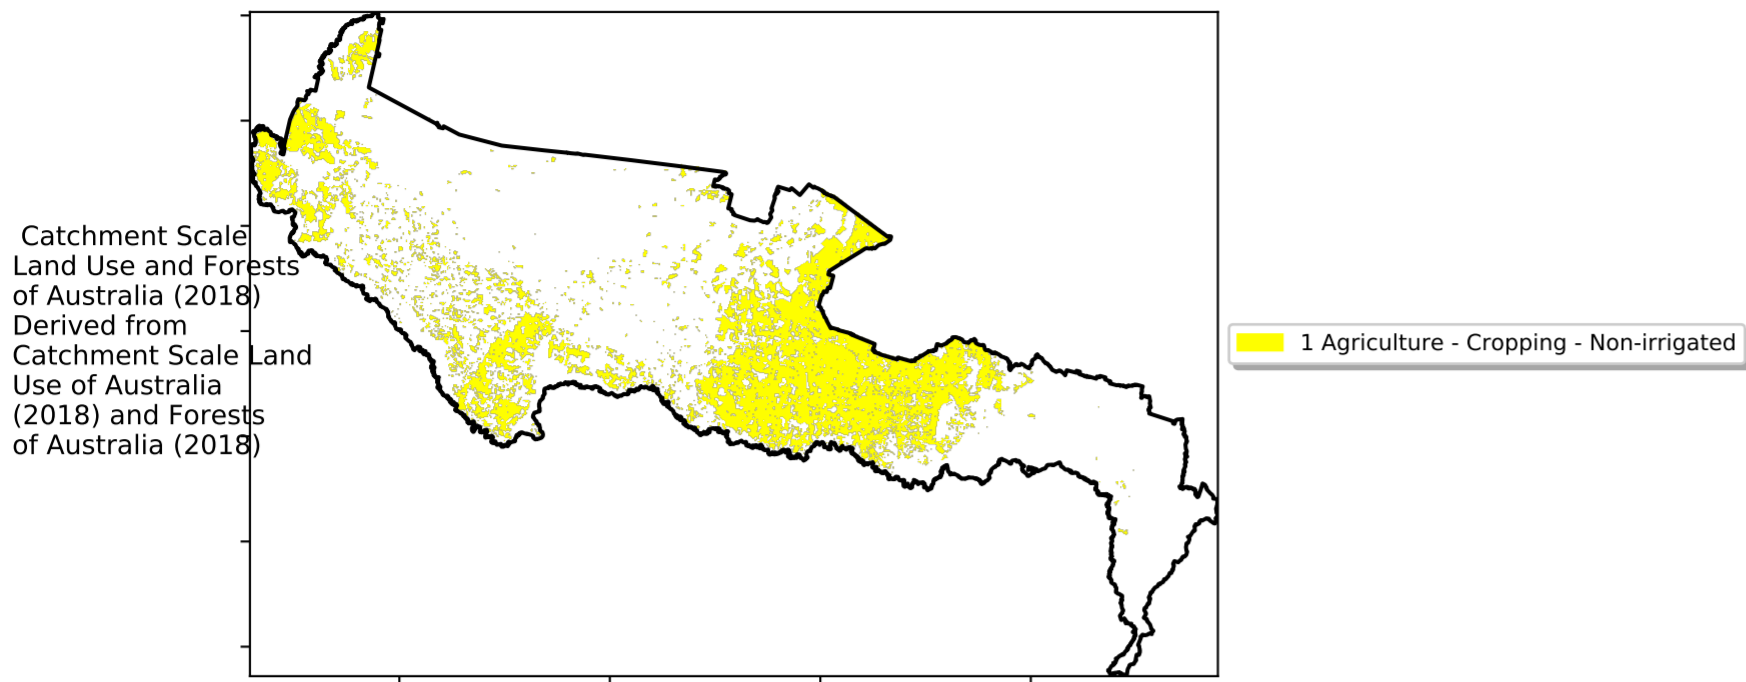 Catchment Scale
Land Use and Forests
of Australia (2018)
Derived from
Catchment Scale Land
Use of Australia
(2018) and Forests
of Australia (2018)
1 Agriculture - Cropping - Non-irrigated